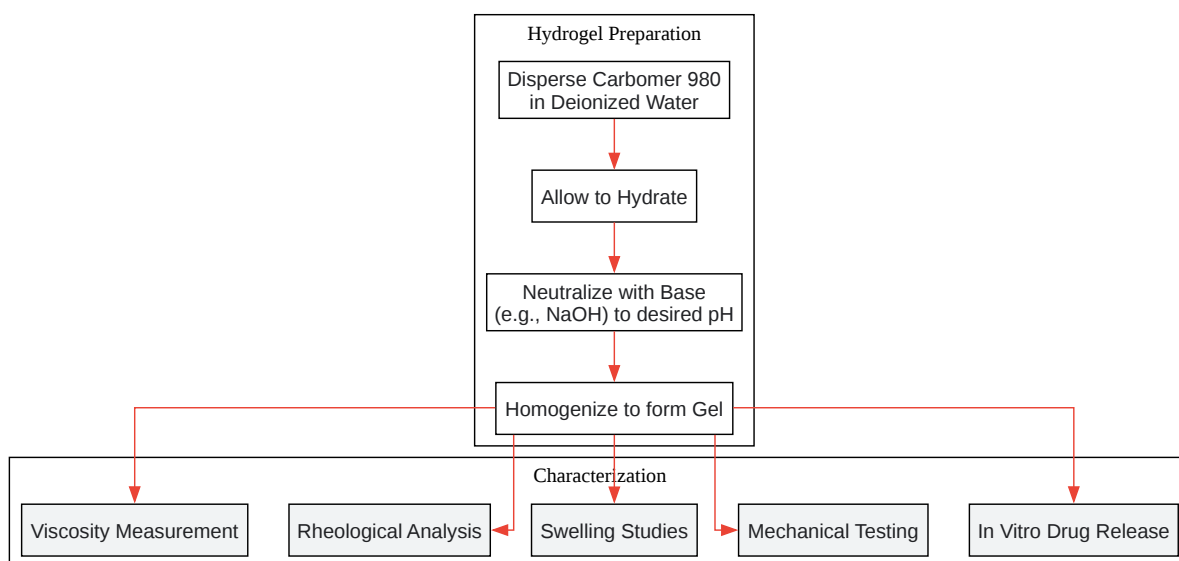 Hydrogel Preparation
Disperse Carbomer 980
in Deionized Water
Allow to Hydrate
Neutralize with Base
(e.g., NaOH) to desired pH
Homogenize to form Gel
Characterization
Viscosity Measurement
Rheological Analysis
Swelling Studies
Mechanical Testing
In Vitro Drug Release